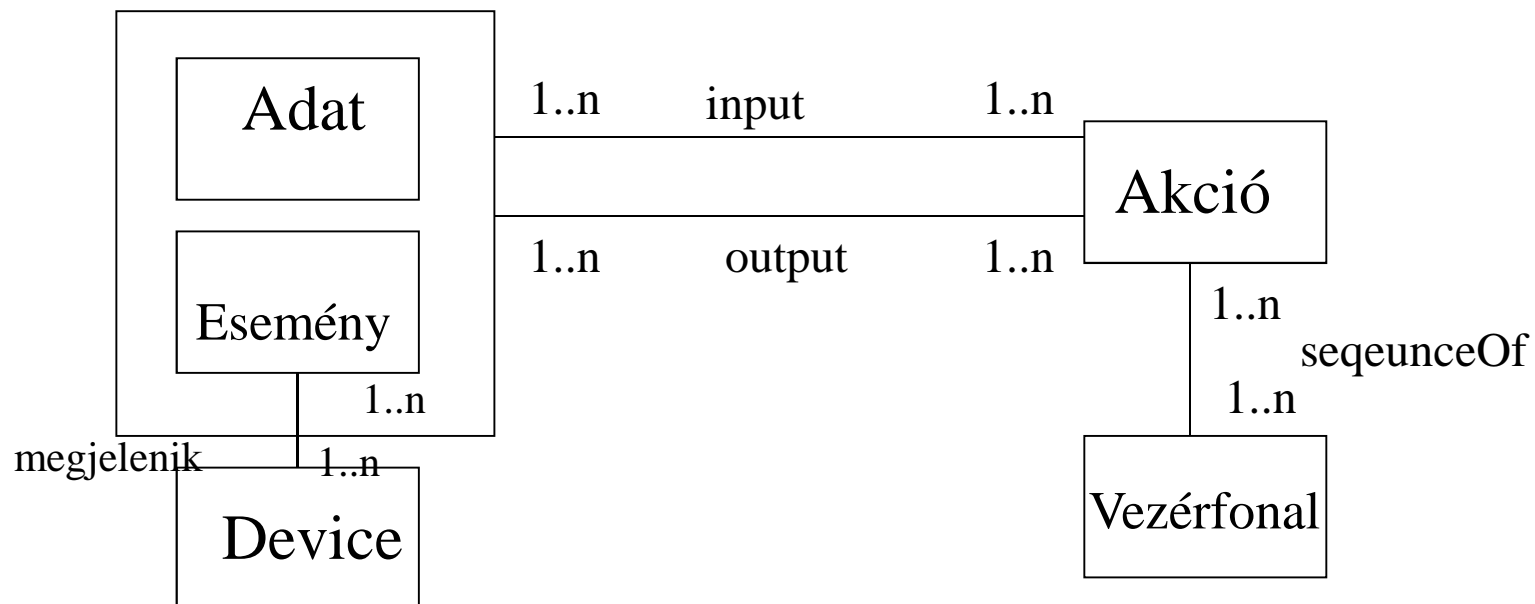 Adat
1..n input 1..n
Akció
1..n output 1..n
Esemény
1..n
seqeunceOf
1..n
1..n
megjelenik
1..n
Vezérfonal
Device